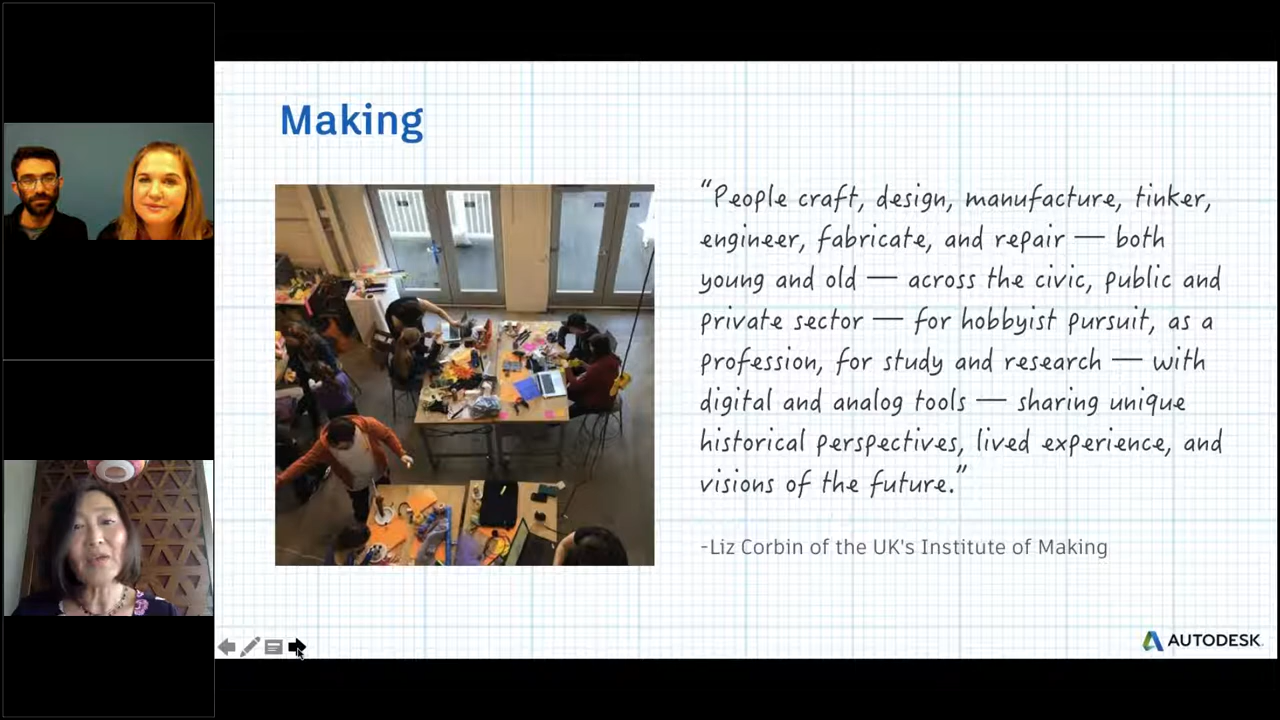 Making
“People craft, design, manufacture, tinker,
engineer, fabricate, and repair — both
young and old — across the civic, public and
private sector — for hobbyist pursuit, as a
profession, for study and research — with
digital and analog tools — sharing unique
historical perspectives, lived experience, and
visions of the future.”
-Liz Corbin of the UK's Institute of Making
AUTODESK